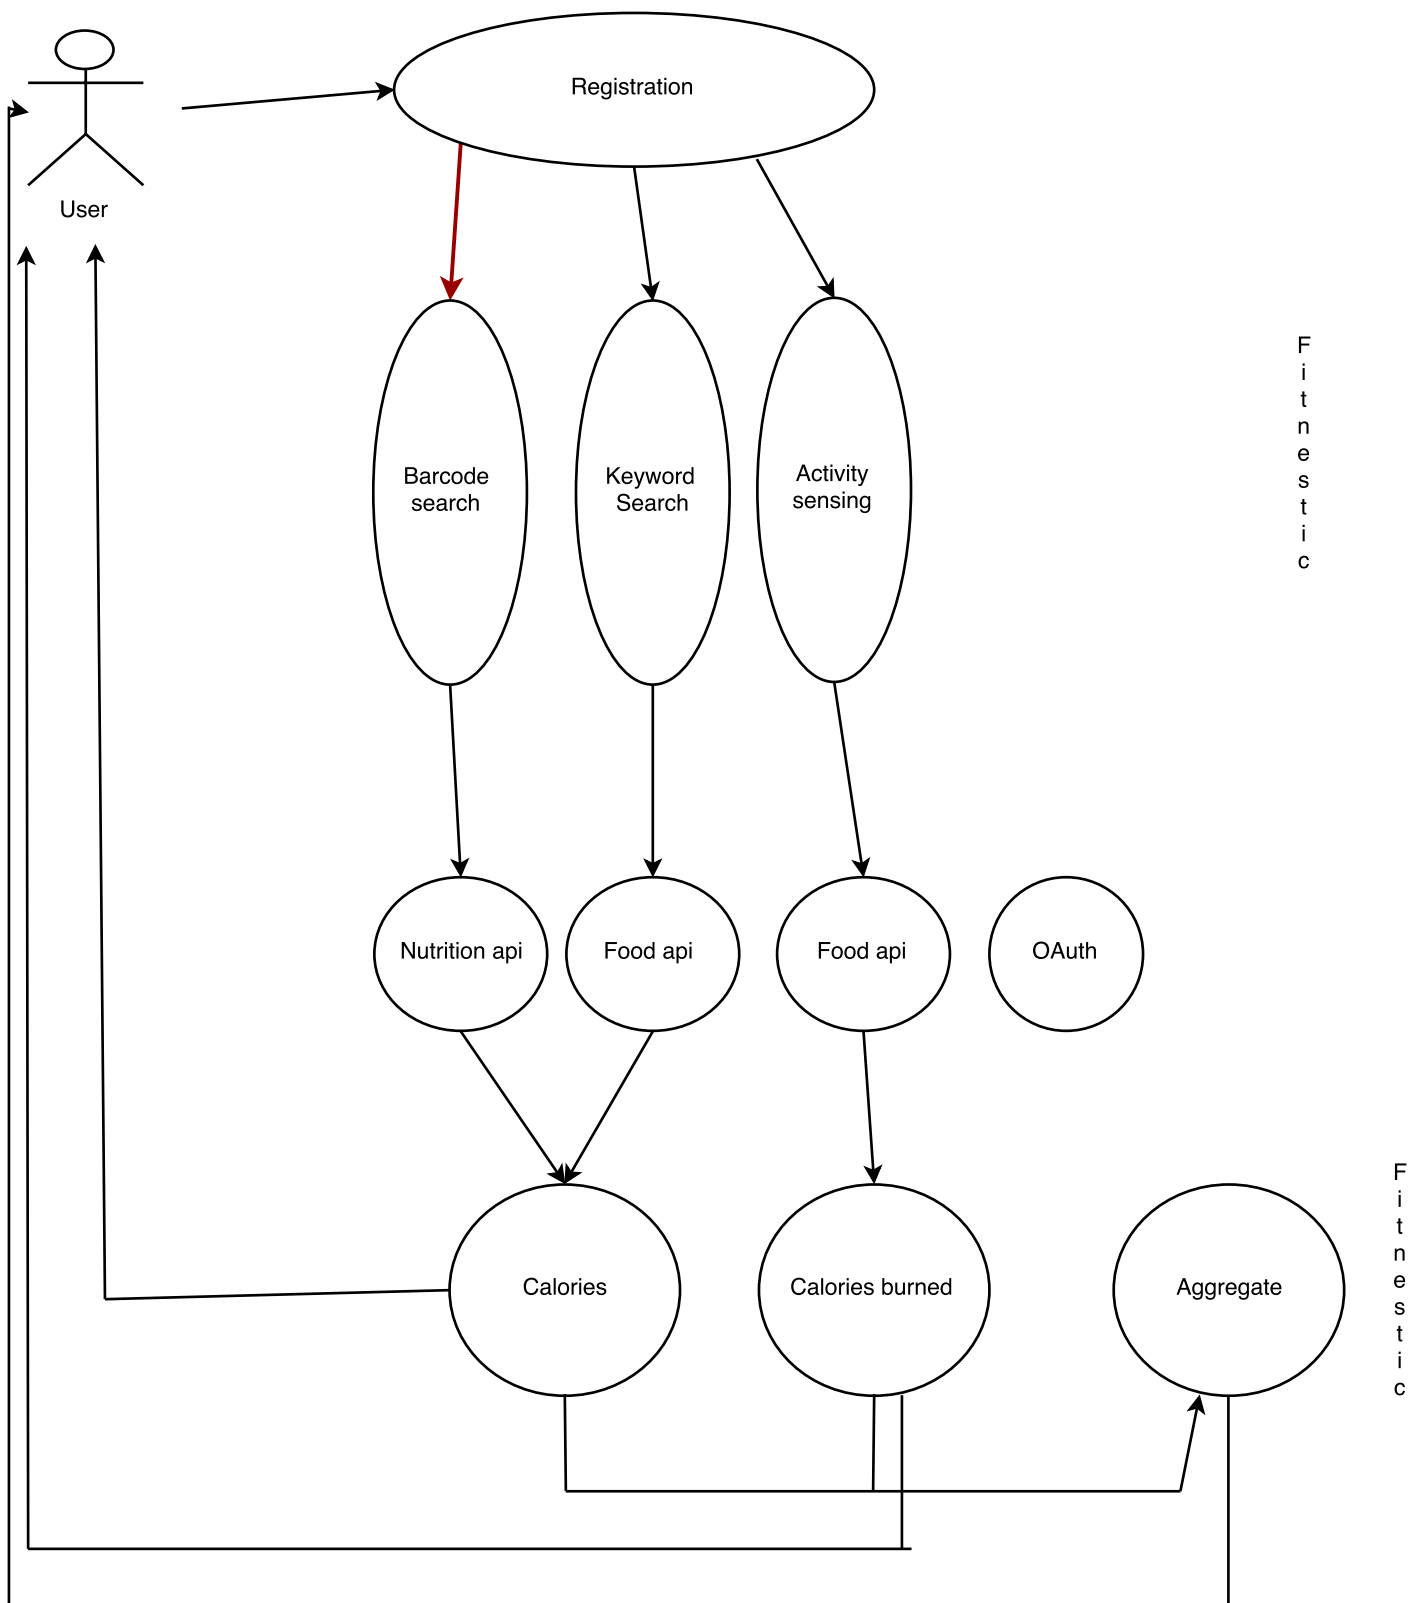 Registration
User
F
i
t
n
e
s
t
i
c
Barcode
search
Keyword
Search
Activity
sensing
Nutrition api
Food api
Food api
OAuth
F
i
t
n
e
s
t
i
c
Calories
Calories burned
Aggregate